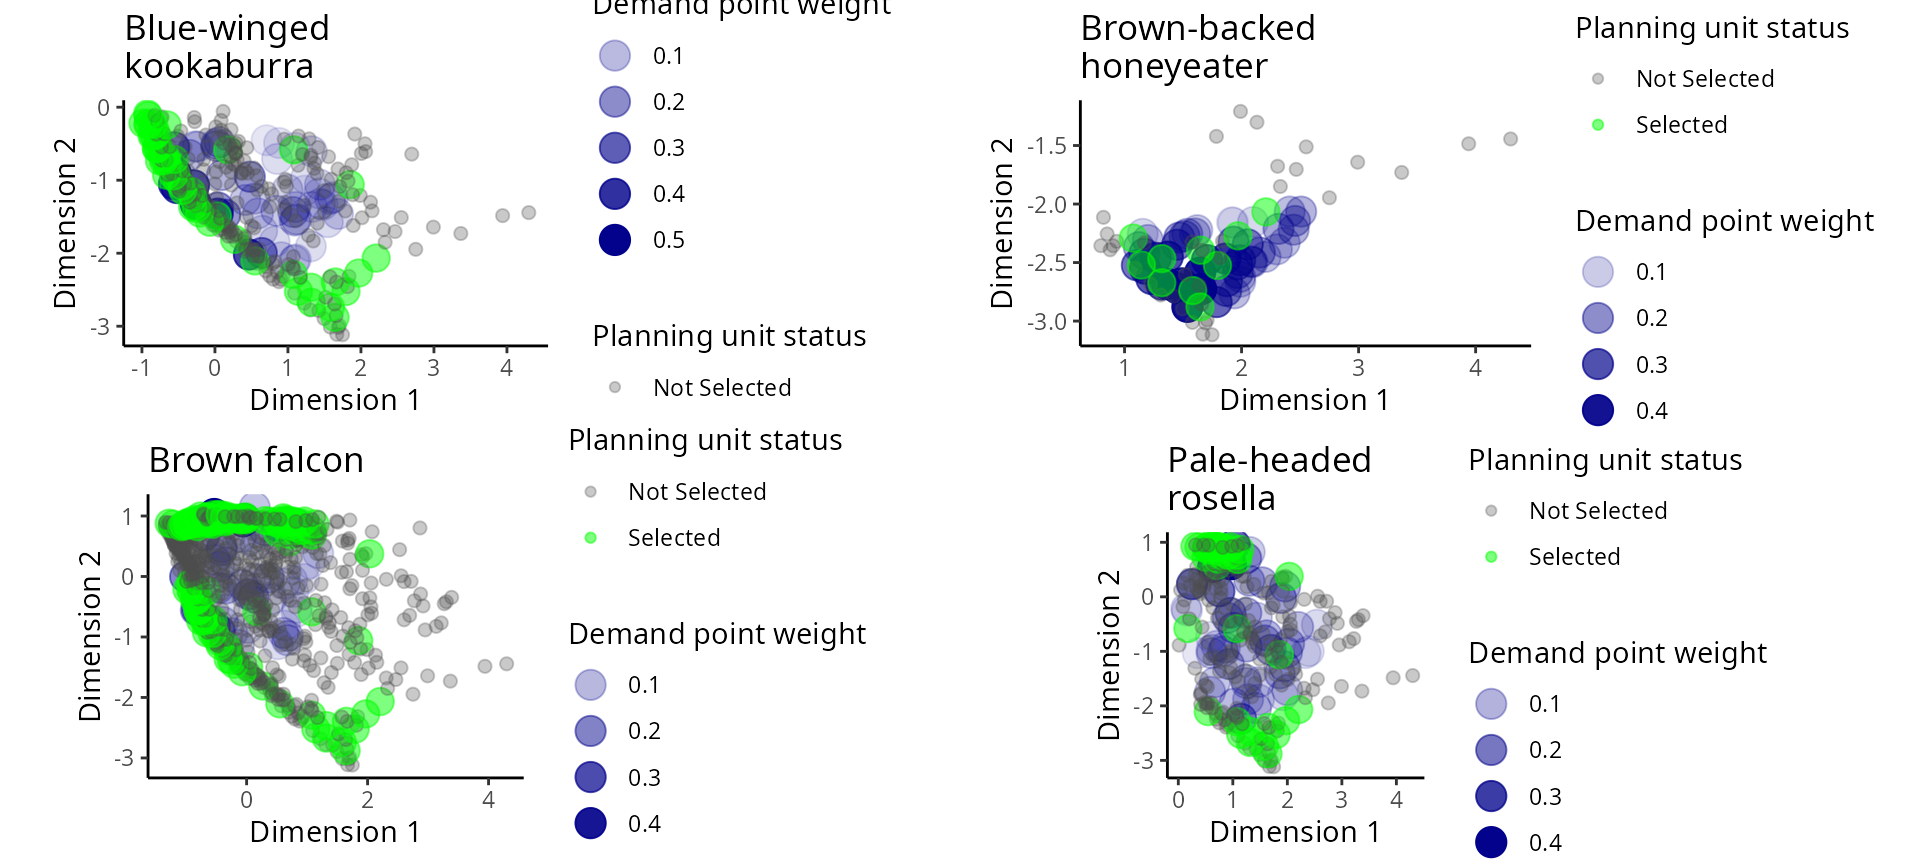 Blue-winged
kookaburra
0
-1
-2
-3
Dimension 2
-1
0
1
2
3
4
Dimension 1
Demand point weight
0.1
0.2
0.3
0.4
0.5
Planning unit status
Not Selected
Brown-backed
honeyeater
-1.5
-2.0
-2.5
-3.0
Dimension 2
1
2
3
4
Dimension 1
Planning unit status
Not Selected
Selected
Demand point weight
0.1
0.2
0.3
0.4
Brown falcon
1
0
-1
-2
-3
Dimension 2
0
2
4
Dimension 1
Planning unit status
Not Selected
Selected
Demand point weight
0.1
0.2
0.3
0.4
Pale-headed
rosella
1
0
-1
-2
-3
Dimension 2
0
1
2
3
4
Dimension 1
Planning unit status
Not Selected
Selected
Demand point weight
0.1
0.2
0.3
0.4